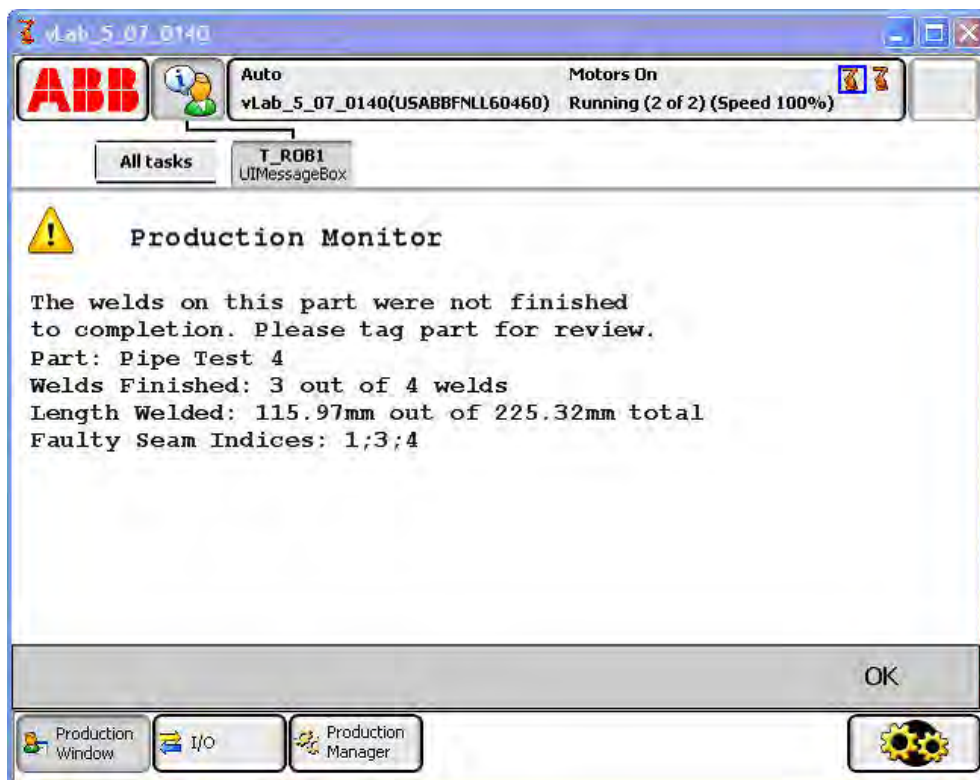 vLab_5_07_0140
ABB
Auto
Motors On
vLab_5_07_0140(USABBFNLL60460)
Running (2 of 2) (Speed 100%)
All tasks
T_ROB1
UIMessageBox
Production Monitor
The welds on this part were not finished
to completion. Please tag part for review.
Part: Pipe Test 4
Welds Finished: 3 out of 4 welds
Length Welded: 115.97mm out of 225.32mm total
Faulty Seam Indices: 1;3;4
OK
Production
Window
I/O
Production
Manager